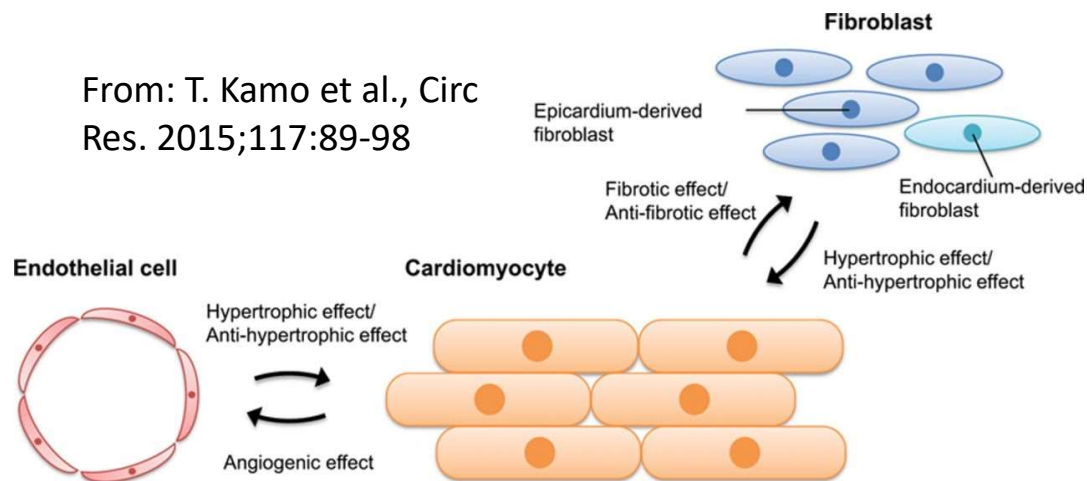 Fibroblast
From: T. Kamo et al., Circ
Res. 2015;117:89-98
Epicardium-derived
fibroblast
Endocardium-derived
fibroblast
Fibrotic effect/
Anti-fibrotic effect
Hypertrophic effect/
Anti-hypertrophic effect
Endothelial cell
Cardiomyocyte
Hypertrophic effect/
Anti-hypertrophic effect
Angiogenic effect